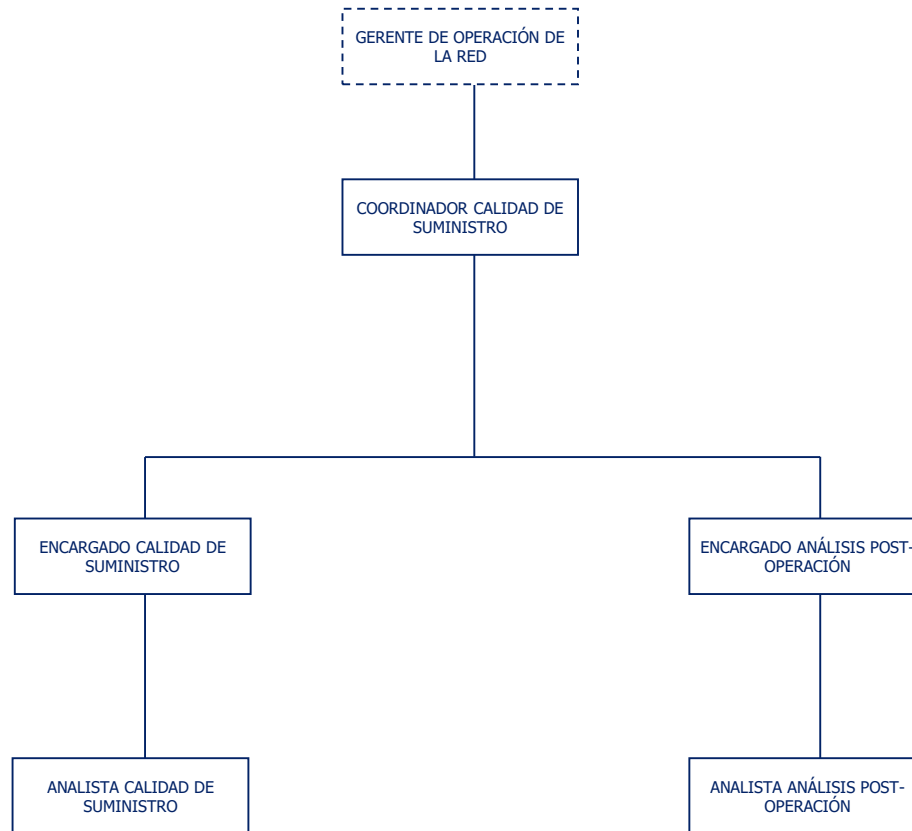 GERENTE DE OPERACIÓN DE
LA RED
COORDINADOR CALIDAD DE
SUMINISTRO
ENCARGADO CALIDAD DE
SUMINISTRO
ENCARGADO ANÁLISIS POST-
OPERACIÓN
ANALISTA CALIDAD DE
SUMINISTRO
ANALISTA ANÁLISIS POST-
OPERACIÓN